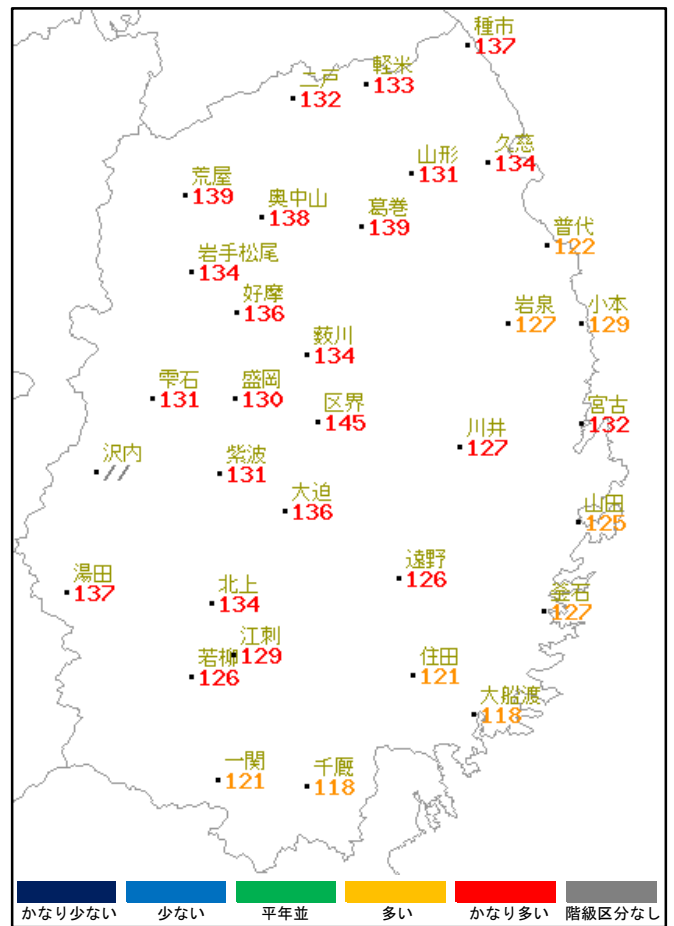 種市
137
軽米
133
二戸
132
久慈
134
山形
131
荒屋
139
奥中山
138
葛巻
139
普代
122
岩手松尾
134
好摩
136
岩泉
127
小本
129
薮川
134
雫石
131
盛岡
130
区界
145
宮古
132
川井
127
沢内
//
紫波
131
大迫
136
山田
125
湯田
137
遠野
126
北上
134
釜石
127
江刺
129
若柳
126
住田
121
大船渡
118
一関
121
千厩
118
かなり少ない 少ない 平年並 多い かなり多い 階級区分なし